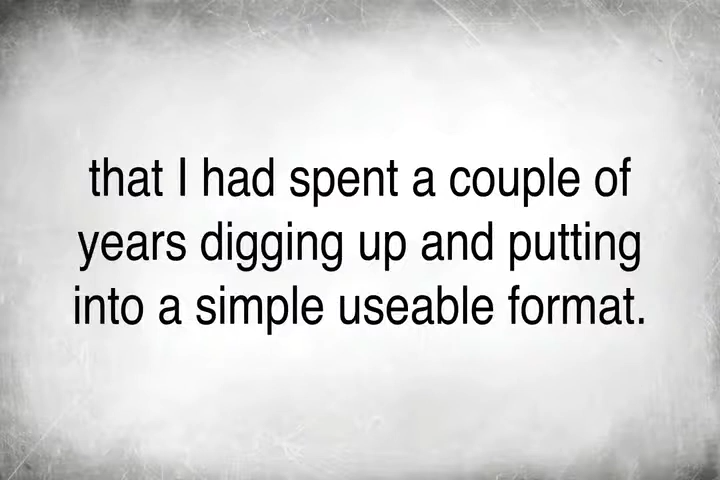 that I had spent a couple of
years digging up and putting
into a simple useable format.